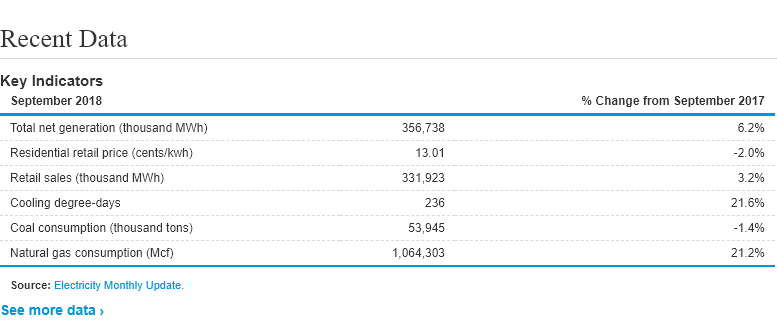 Recent Data
Key Indicators
September 2018 % Change from September 2017
Total net generation (thousand MWh) 356,738 6.2%
Residential retail price (cents/kwh) 13.01 -2.0%
Retail sales (thousand MWh) 331,923 3.2%
Cooling degree-days 236 21.6%
Coal consumption (thousand tons) 53,945 -1.4%
Natural gas consumption (Mcf) 1,064,303 21.2%
Source: Electricity Monthly Update.
See more data ›